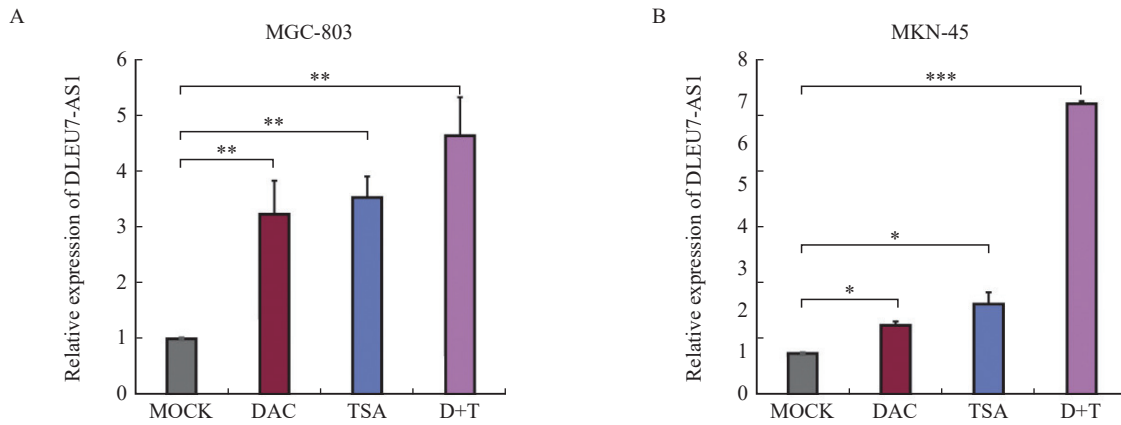 A
MGC-803
Relative expression of DLEU7-AS1
6
5
4
3
2
1
0
**
**
**
MOCK DAC TSA D+T
B
MKN-45
Relative expression of DLEU7-AS1
8
7
6
5
4
3
2
1
0
***
*
*
MOCK DAC TSA D+T